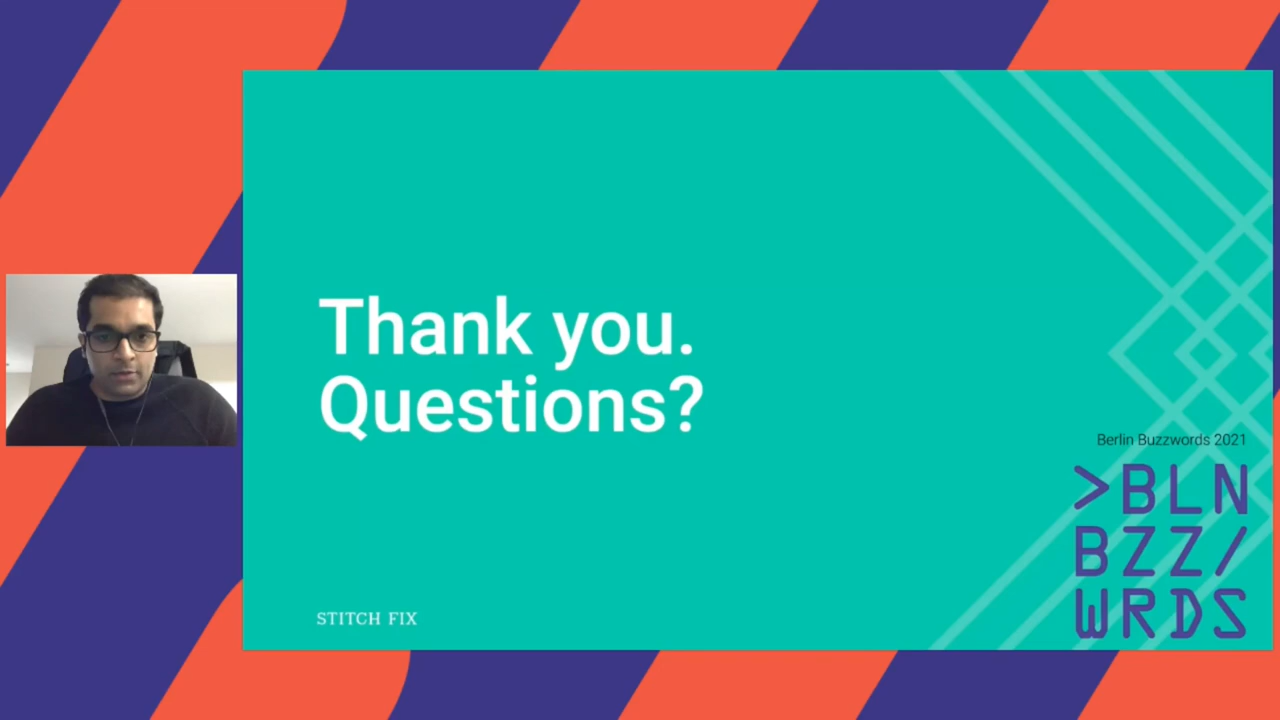 Thank you.
Questions?
Berlin Buzzwords 2021
>BLN
BZZ/
WRDS
STITCH FIX